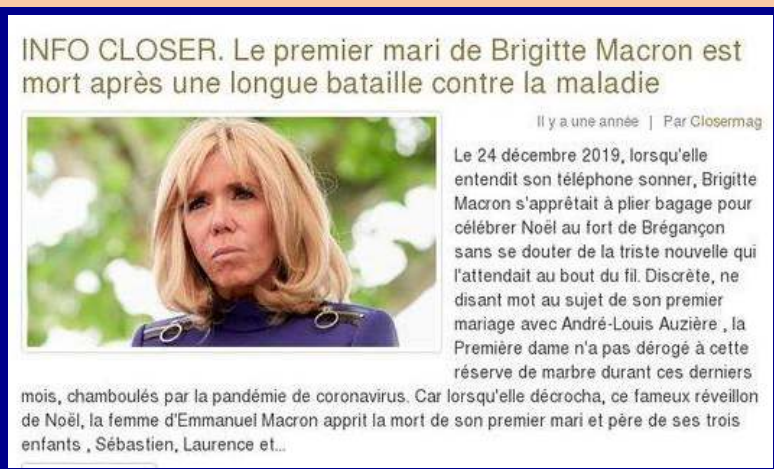 INFO CLOSER. Le premier mari de Brigitte Macron est
mort après une longue bataille contre la maladie
Il y a une année | Par Closermag
Le 24 décembre 2019, lorsqu'elle
entendit son téléphone sonner, Brigitte
Macron s'apprêtait à plier bagage pour
célébrer Noël au fort de Brégançon
sans se douter de la triste nouvelle qui
l'attendait au bout du fil. Discrète, ne
disant mot au sujet de son premier
mariage avec André-Louis Auzière , la
Première dame n'a pas dérogé à cette
réserve de marbre durant ces derniers
mois, chamboulés par la pandémie de coronavirus. Car lorsqu'elle décrocha, ce fameux réveillon
de Noël, la femme d'Emmanuel Macron apprit la mort de son premier mari et père de ses trois
enfants , Sébastien, Laurence et...